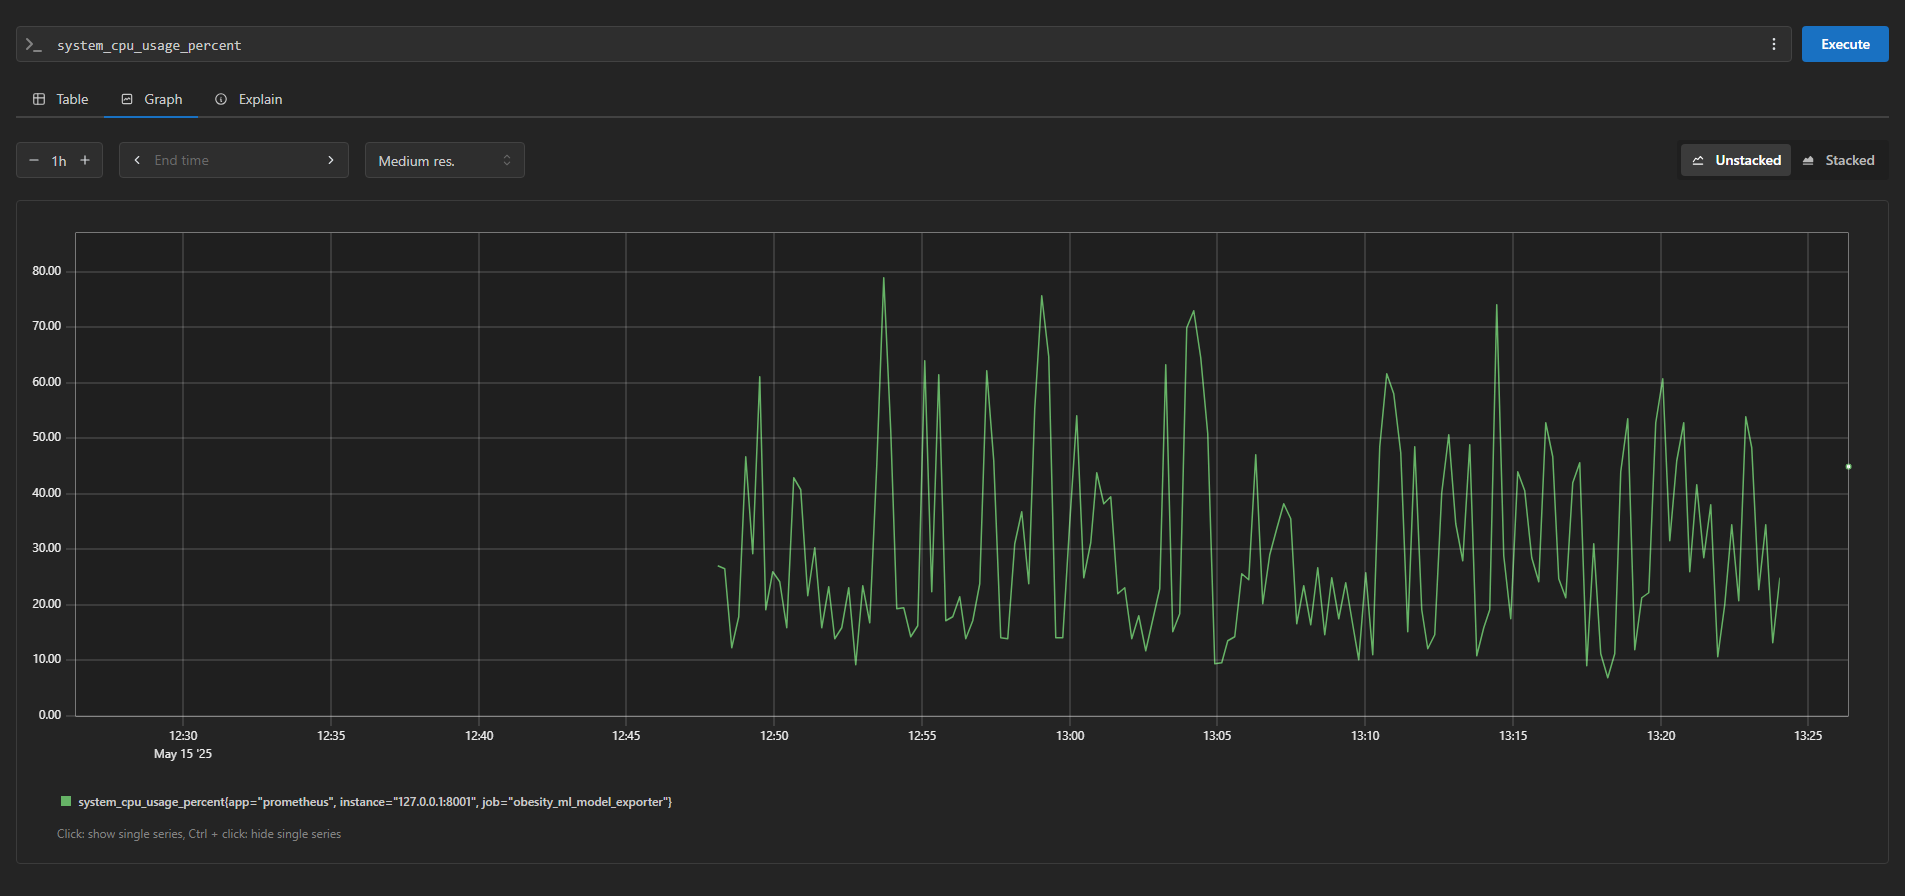 >_ system_cpu_usage_percent
Execute
Table Graph Explain
− 1h +
End time
Medium res.
Unstacked Stacked
80.00
70.00
60.00
50.00
40.00
30.00
20.00
10.00
0.00
12:30 12:35 12:40 12:45 12:50 12:55 13:00 13:05 13:10 13:15 13:20 13:25
May 15 '25
system_cpu_usage_percent{app="prometheus", instance="127.0.0.1:8001", job="obesity_ml_model_exporter"}
Click: show single series, Ctrl + click: hide single series